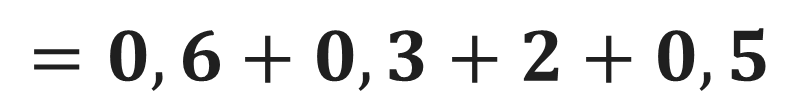 = 0,6 + 0,3 + 2 + 0,5